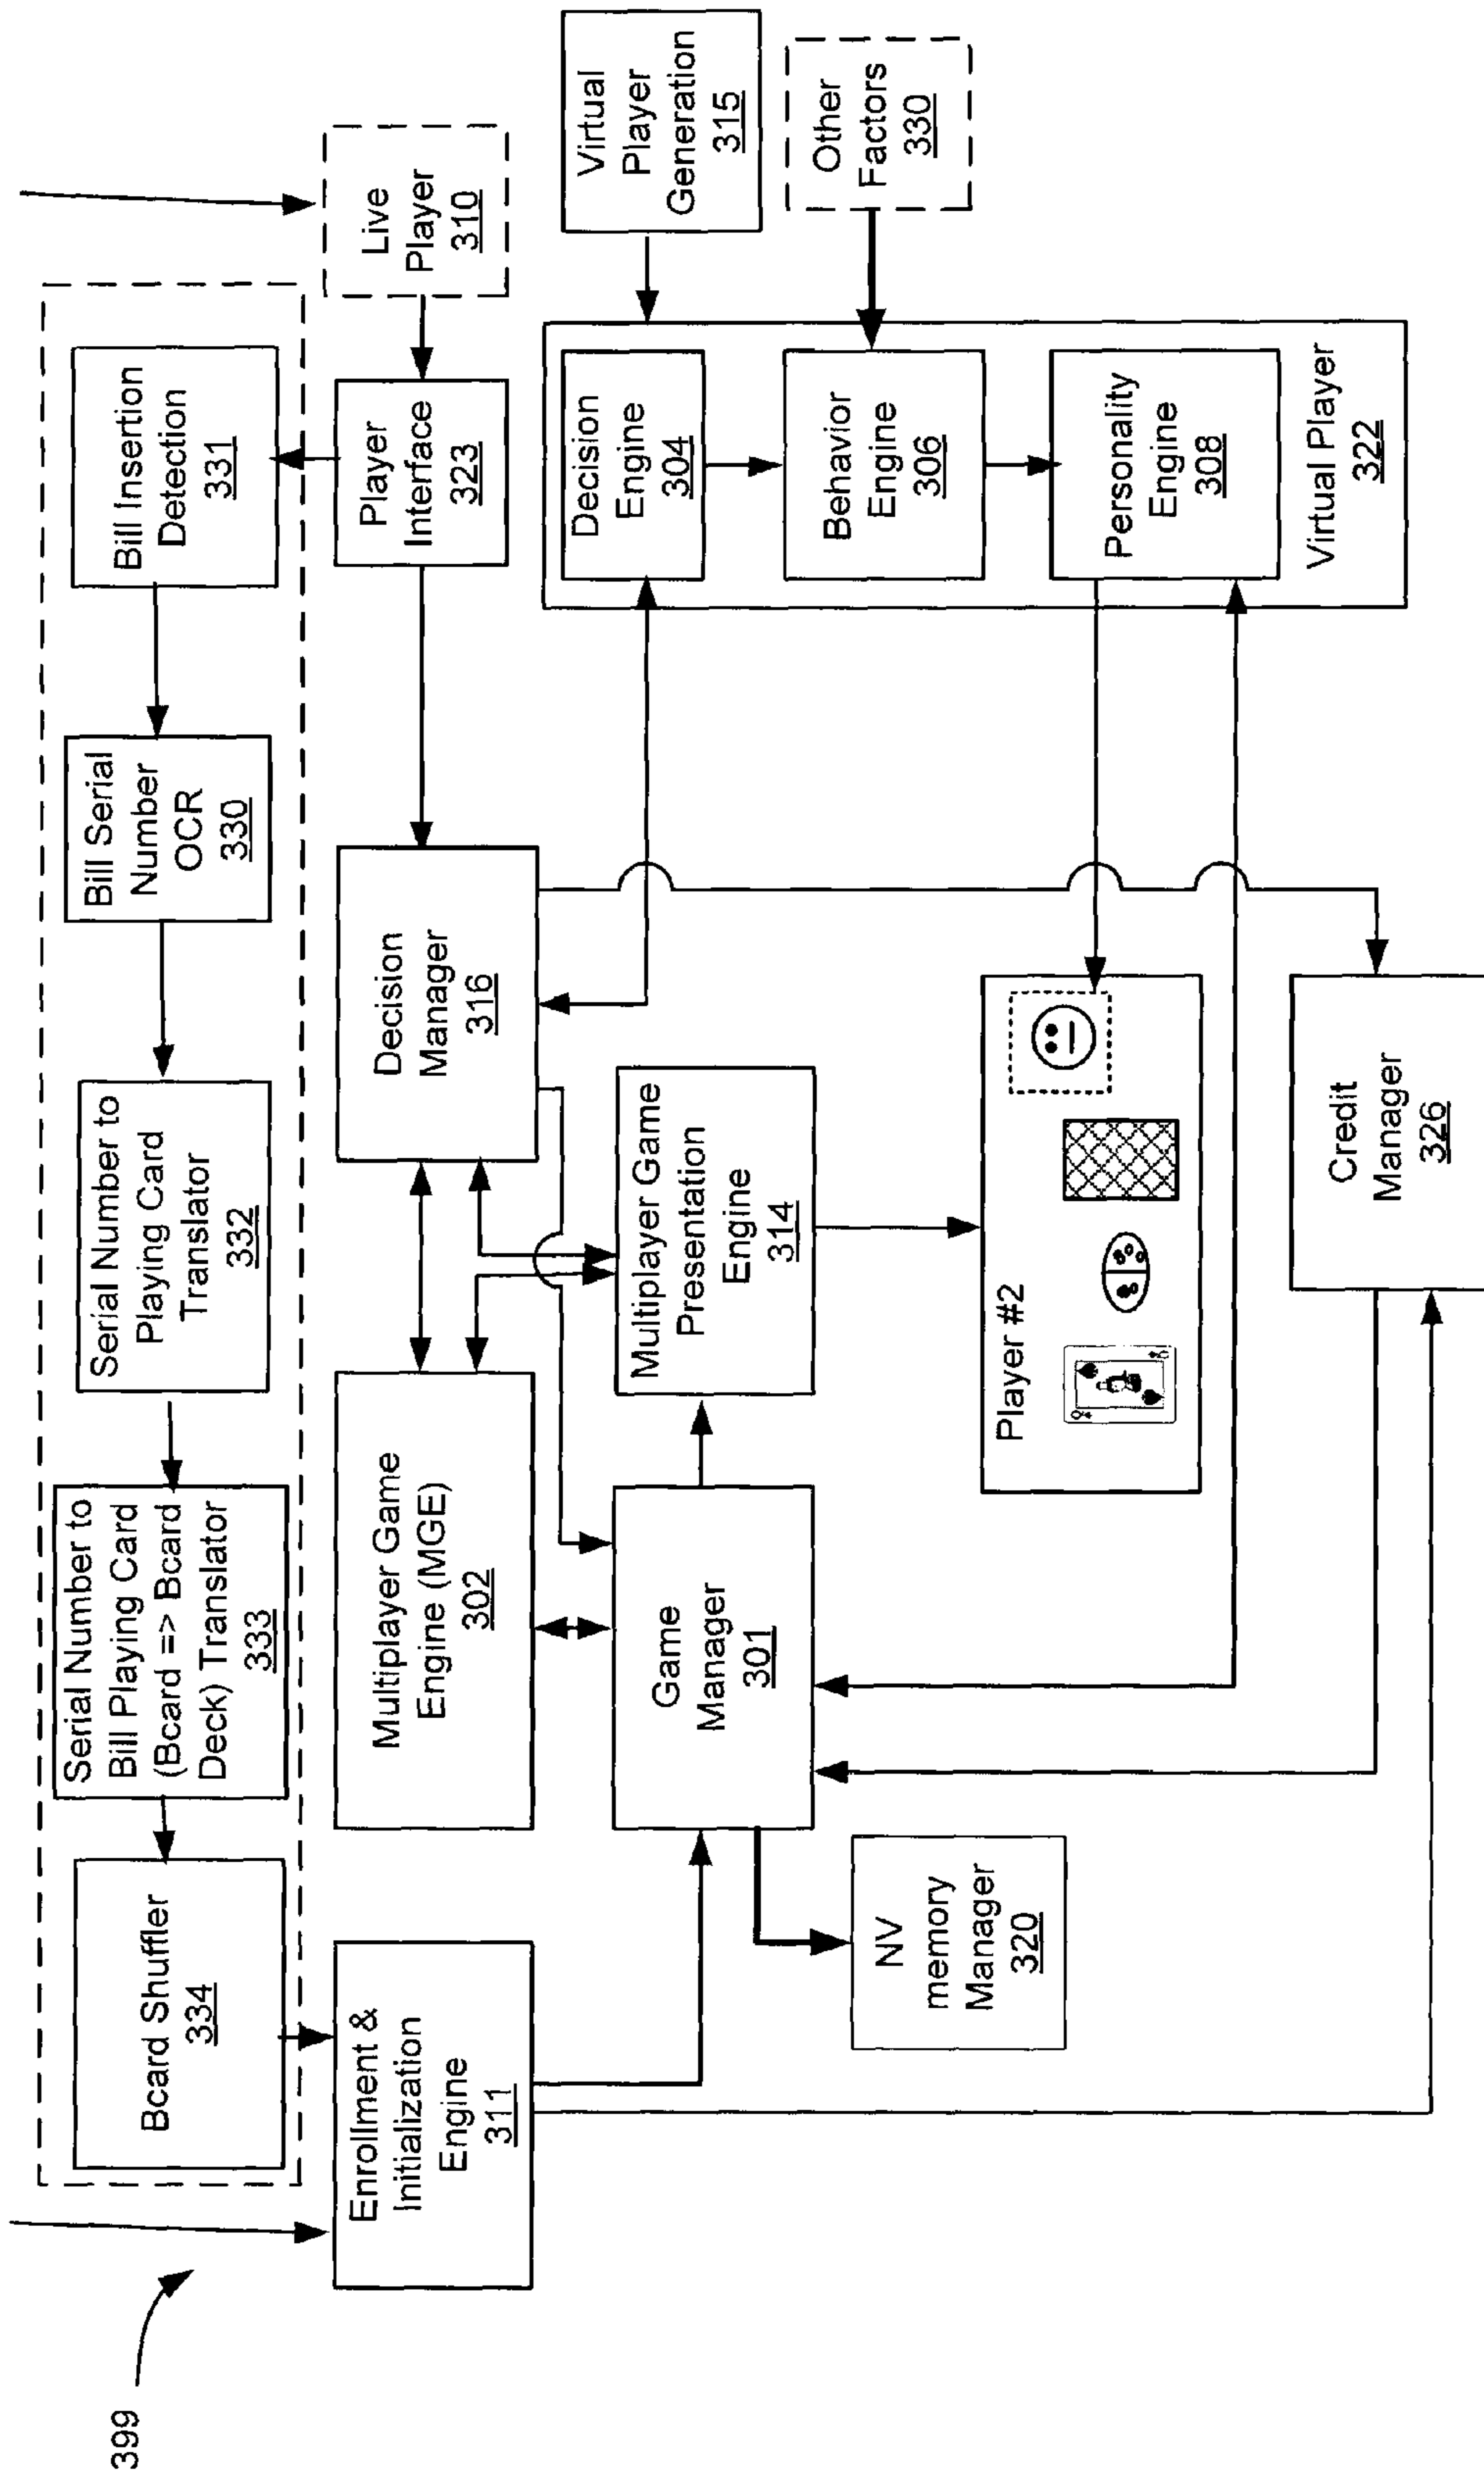 399
Bcard Shuffler
334
Serial Number to
Bill Playing Card
(Bcard => Bcard
Deck) Translator
333
Serial Number to
Playing Card
Translator
332
Bill Serial
Number
OCR
330
Bill Insertion
Detection
331
Enrollment &
Initialization
Engine
311
Multiplayer Game
Engine (MGE)
302
Decision
Manager
316
Player
Interface
323
Live
Player
310
Game
Manager
301
Multiplayer Game
Presentation
Engine
314
Decision
Engine
304
Virtual
Player
Generation
315
NV
memory
Manager
320
Behavior
Engine
306
Other
Factors
330
Player #2
Q
Q
Personality
Engine
308
Virtual Player
322
Credit
Manager
326